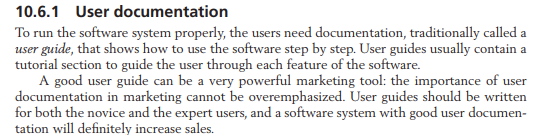 10.6.1 User documentation
To run the software system properly, the users need documentation, traditionally called a
user guide, that shows how to use the software step by step. User guides usually contain a
tutorial section to guide the user through each feature of the software.
A good user guide can be a very powerful marketing tool: the importance of user
documentation in marketing cannot be overemphasized. User guides should be written
for both the novice and the expert users, and a software system with good user documen-
tation will definitely increase sales.